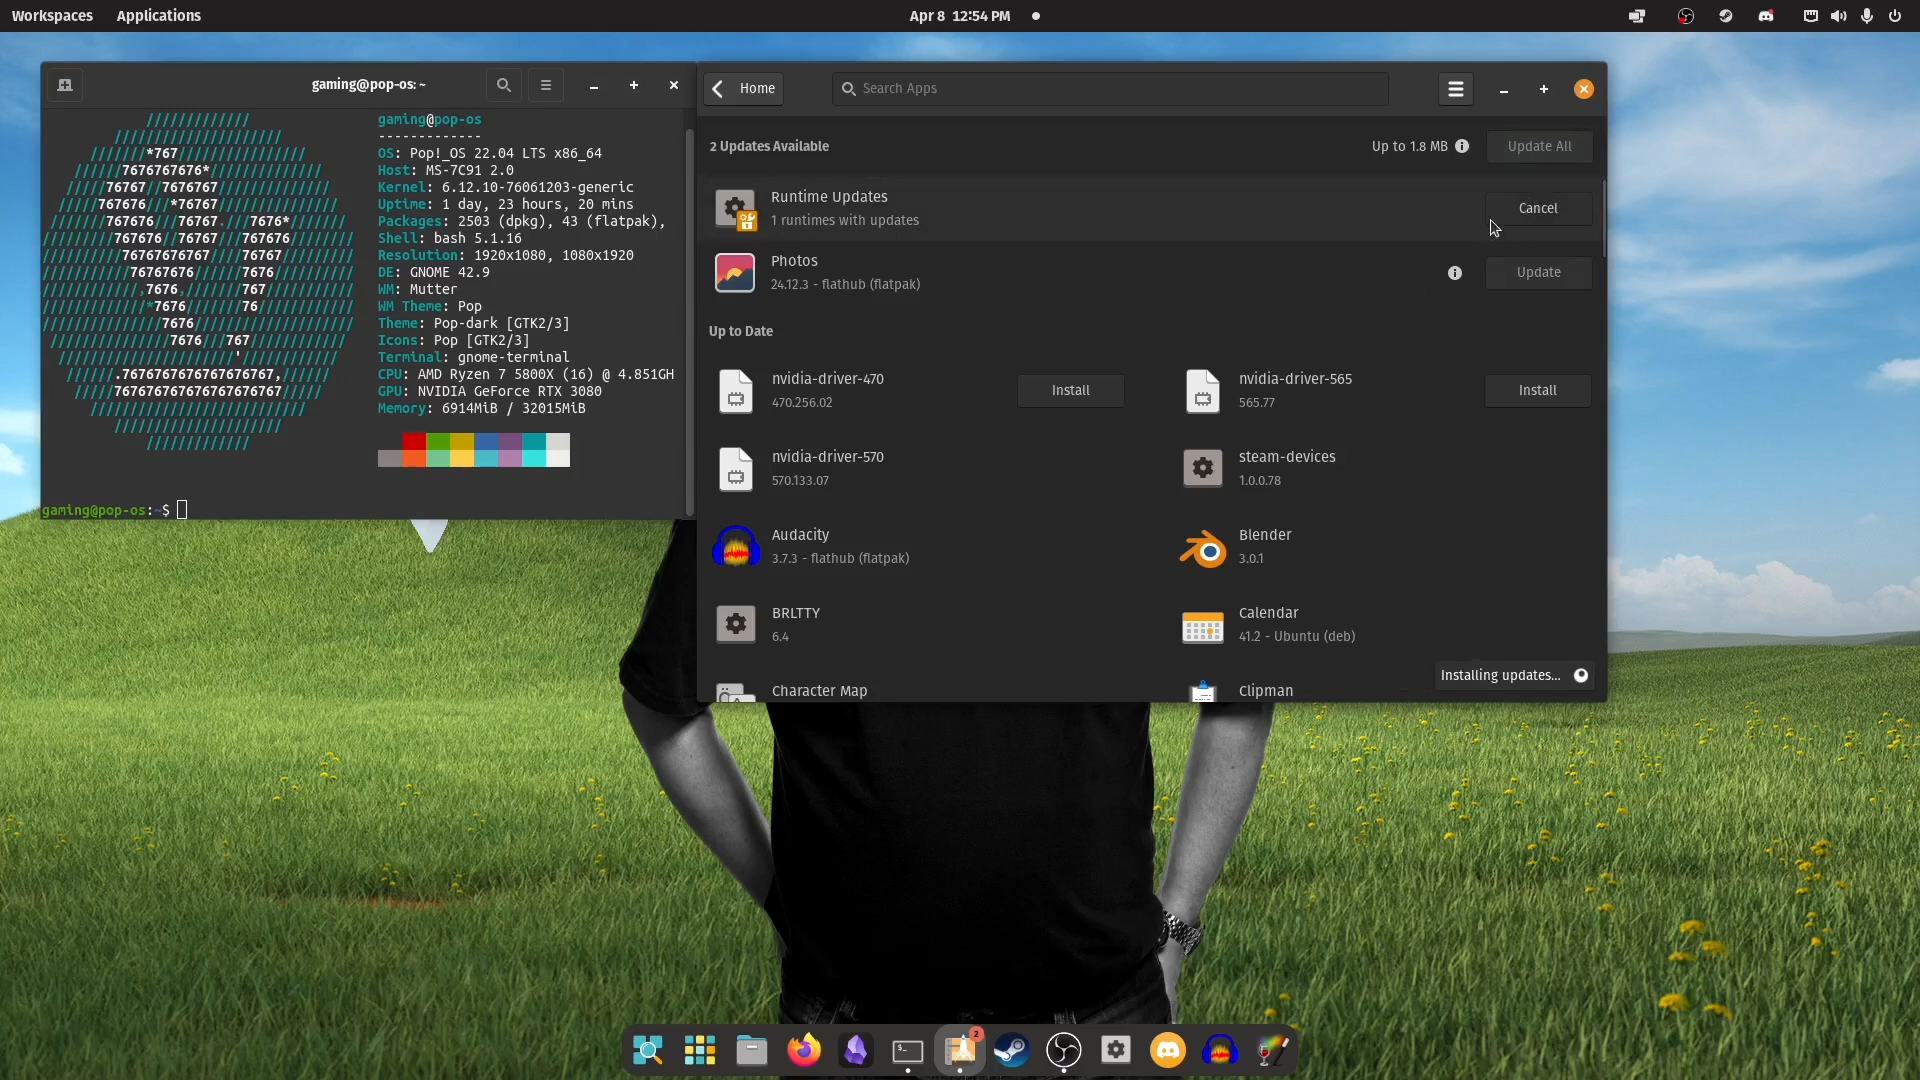 Workspaces Applications Apr 8 12:54 PM
gaming@pop-os: ~
gaming@pop-os
-------------
OS: Pop!_OS 22.04 LTS x86_64
Host: MS-7C91 2.0
Kernel: 6.12.10-76061203-generic
Uptime: 1 day, 23 hours, 20 mins
Packages: 2503 (dpkg), 43 (flatpak),
Shell: bash 5.1.16
Resolution: 1920x1080, 1080x1920
DE: GNOME 42.9
WM: Mutter
WM Theme: Pop
Theme: Pop-dark [GTK2/3]
Icons: Pop [GTK2/3]
Terminal: gnome-terminal
CPU: AMD Ryzen 7 5800X (16) @ 4.851GH
GPU: NVIDIA GeForce RTX 3080
Memory: 6914MiB / 32015MiB
gaming@pop-os:~$
Home
Search Apps
2 Updates Available Up to 1.8 MB Update All
Runtime Updates
1 runtimes with updates
Cancel
Photos
24.12.3 - flathub (flatpak)
Update
Up to Date
nvidia-driver-470
470.256.02
Install
nvidia-driver-565
565.77
Install
nvidia-driver-570
570.133.07
steam-devices
1.0.0.78
Audacity
3.7.3 - flathub (flatpak)
Blender
3.0.1
BRLTTY
6.4
Calendar
41.2 - Ubuntu (deb)
Character Map
Clipman
Installing updates...
2